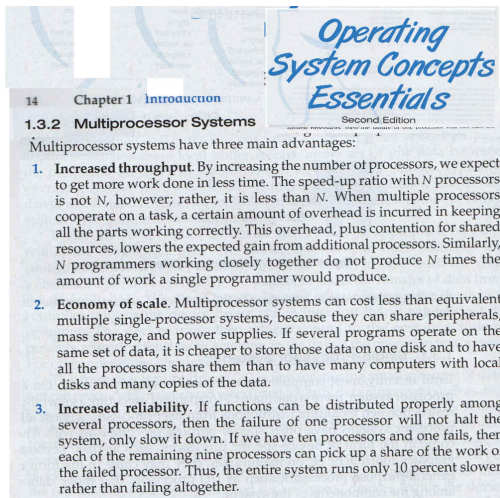 Operating
System Concepts
Essentials
Second Edition
14 Chapter 1 Introduction
1.3.2 Multiprocessor Systems
Multiprocessor systems have three main advantages:
1. Increased throughput. By increasing the number of processors, we expect
to get more work done in less time. The speed-up ratio with N processors
is not N, however; rather, it is less than N. When multiple processors
cooperate on a task, a certain amount of overhead is incurred in keeping
all the parts working correctly. This overhead, plus contention for shared
resources, lowers the expected gain from additional processors. Similarly,
N programmers working closely together do not produce N times the
amount of work a single programmer would produce.
2. Economy of scale. Multiprocessor systems can cost less than equivalent
multiple single-processor systems, because they can share peripherals,
mass storage, and power supplies. If several programs operate on the
same set of data, it is cheaper to store those data on one disk and to have
all the processors share them than to have many computers with local
disks and many copies of the data.
3. Increased reliability. If functions can be distributed properly among
several processors, then the failure of one processor will not halt the
system, only slow it down. If we have ten processors and one fails, then
each of the remaining nine processors can pick up a share of the work of
the failed processor. Thus, the entire system runs only 10 percent slower,
rather than failing altogether.